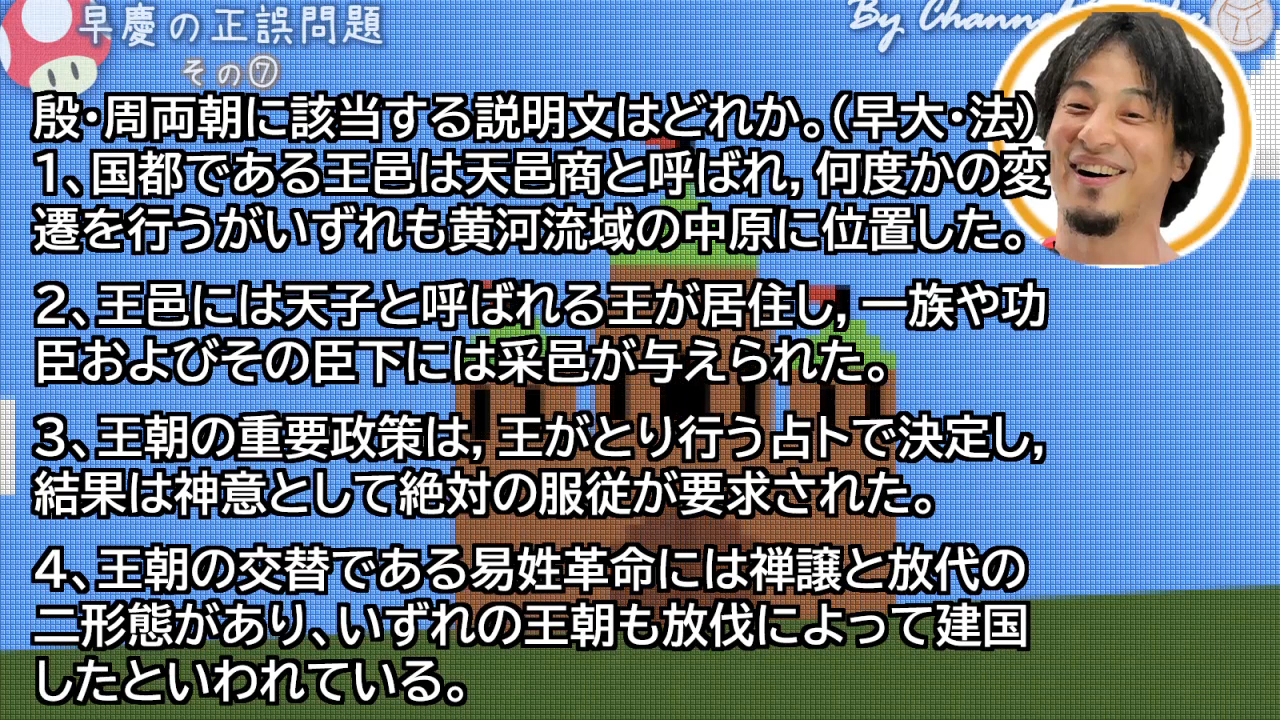 早慶の正誤問題
その⑦
殷・周両朝に該当する説明文はどれか。（早大・法）
1、国都である王邑は天邑商と呼ばれ，何度かの変
遷を行うがいずれも黄河流域の中原に位置した。
2、王邑には天子と呼ばれる王が居住し，一族や功
臣およびその臣下には采邑が与えられた。
3、王朝の重要政策は，王がとり行う占トで決定し，
結果は神意として絶対の服従が要求された。
4、王朝の交替である易姓革命には禅譲と放代の
二形態があり、いずれの王朝も放伐によって建国
したといわれている。
By